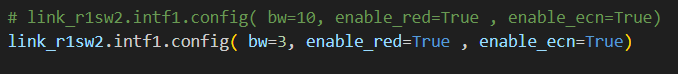 # link_r1sw2.intf1.config( bw=10, enable_red=True , enable_ecn=True)
link_r1sw2.intf1.config( bw=3, enable_red=True , enable_ecn=True)